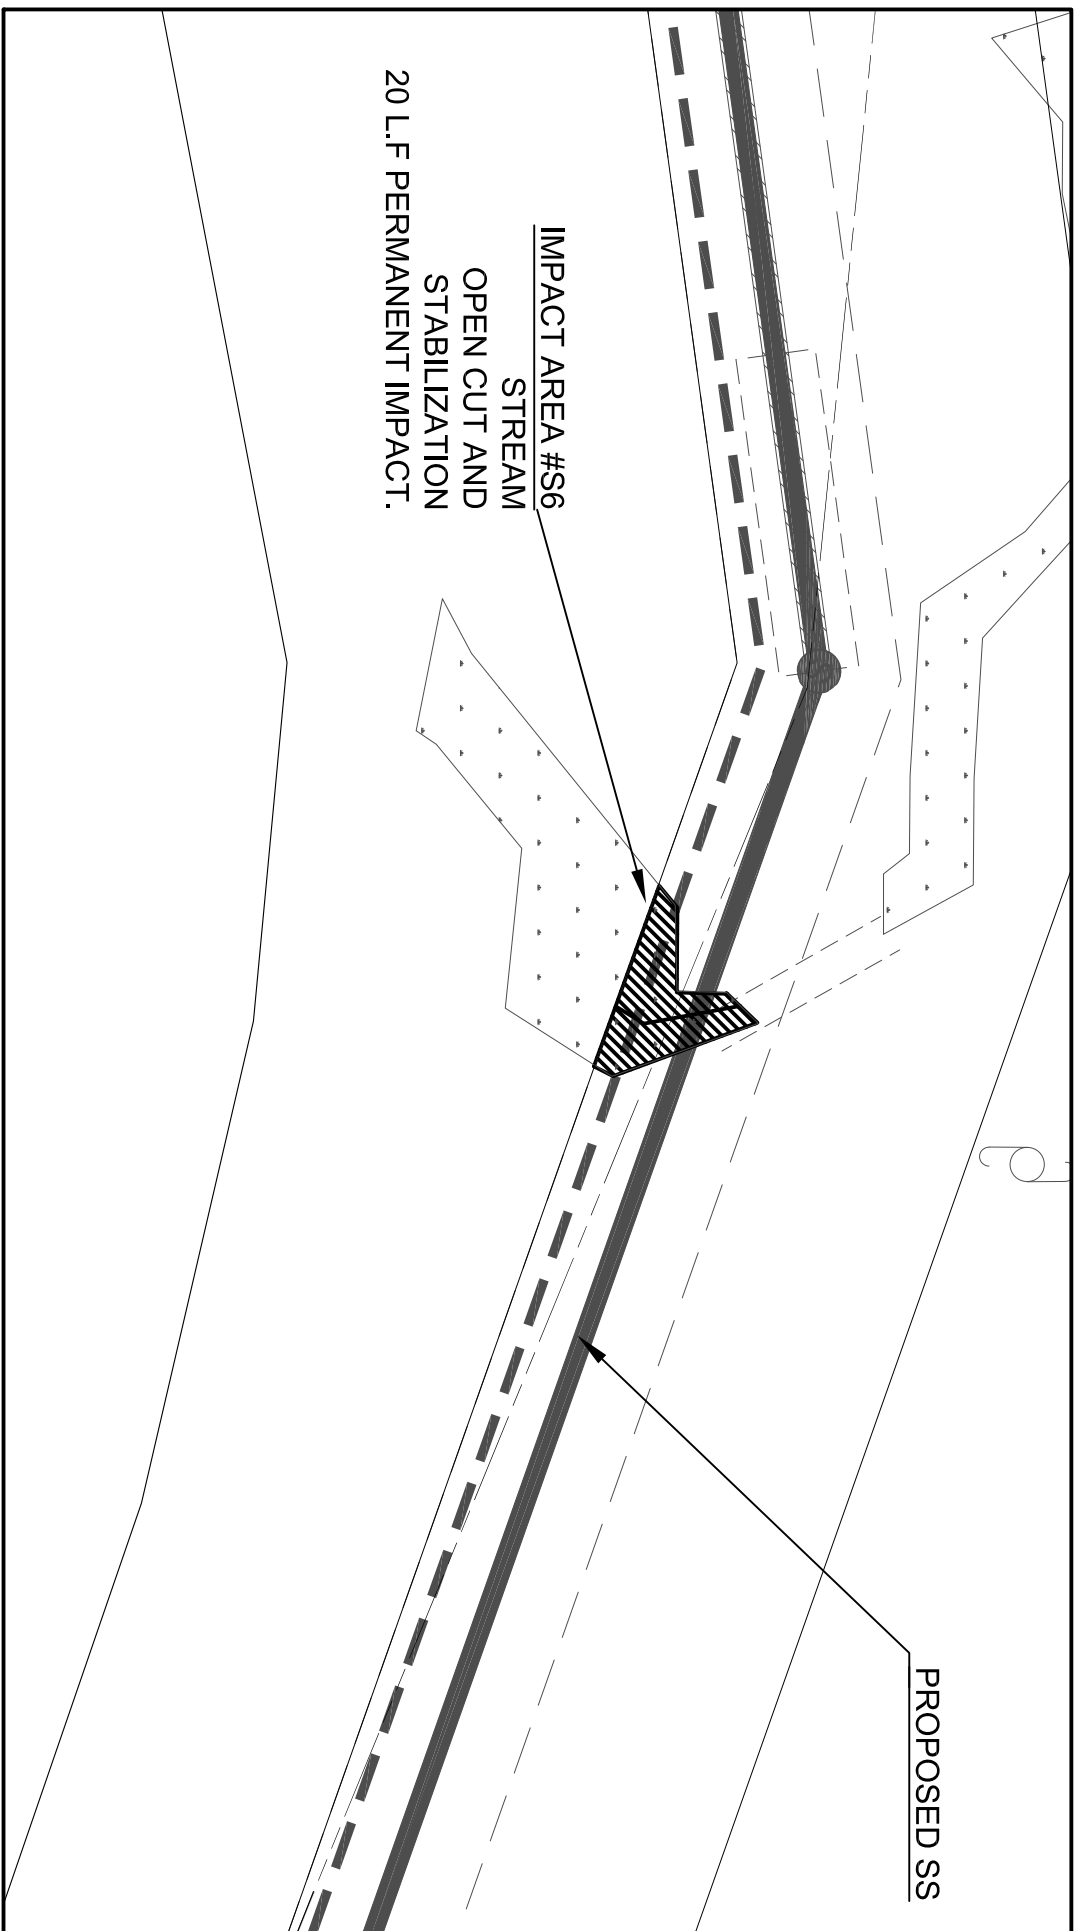 IMPACT AREA #S6
STREAM
OPEN CUT AND
STABILIZATION
20 L.F PERMANENT IMPACT.
PROPOSED SS